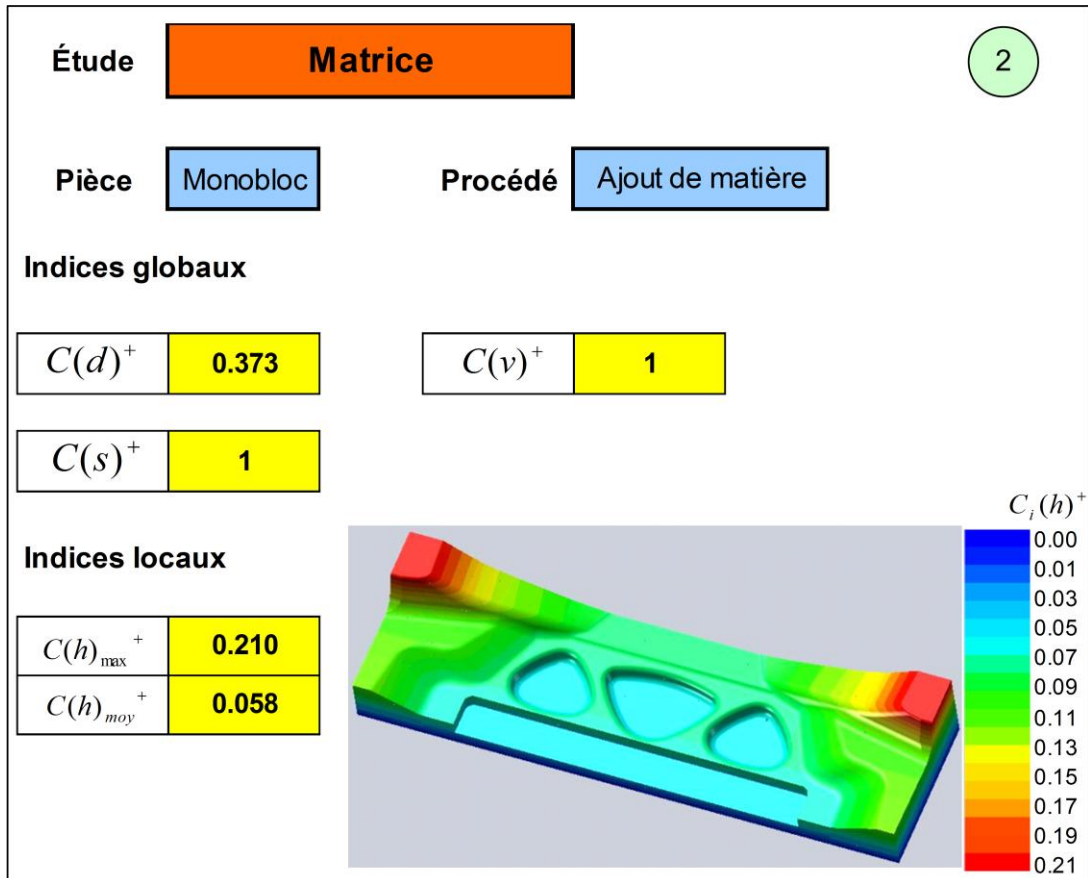 Étude Matrice 2
Pièce Monobloc Procédé Ajout de matière
Indices globaux
C(d)⁺ 0.373 C(v)⁺ 1
C(s)⁺ 1
Indices locaux
C(h)max⁺ 0.210
C(h)moy⁺ 0.058
Cᵢ(h)⁺
0.00
0.01
0.03
0.05
0.07
0.09
0.11
0.13
0.15
0.17
0.19
0.21